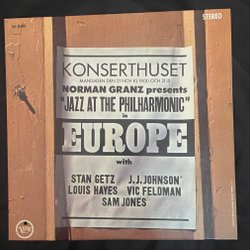 STEREO
KONSERTHUSET
NORMAN GRANZ presents
"JAZZ AT THE PHILHARMONIC"
in
EUROPE
with
STAN GETZ J.J. JOHNSON
LOUIS HAYES VIC FELDMAN
SAM JONES
Verve